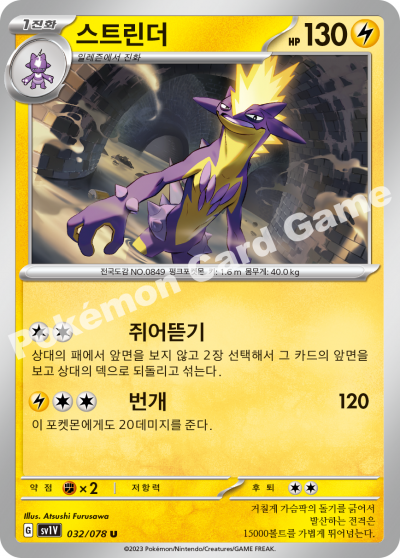 1진화
스트린더
HP 130
일레즌에서 진화
전국도감 NO.0849 펑크포켓몬 키: 1.6 m 몸무게: 40.0 kg
쥐어뜯기
상대의 패에서 앞면을 보지 않고 2장 선택해서 그 카드의 앞면을
보고 상대의 덱으로 되돌리고 섞는다.
번개 120
이 포켓몬에게도 20데미지를 준다.
약점 ×2 저항력 후퇴
Illus. Atsushi Furusawa
G sv1V 032/078 U
거칠게 가슴팍의 돌기를 긁어서
발산하는 전격은
15000볼트를 가볍게 뛰어넘는다.
©2023 Pokémon/Nintendo/Creatures/GAME FREAK.
Pokémon Card Game